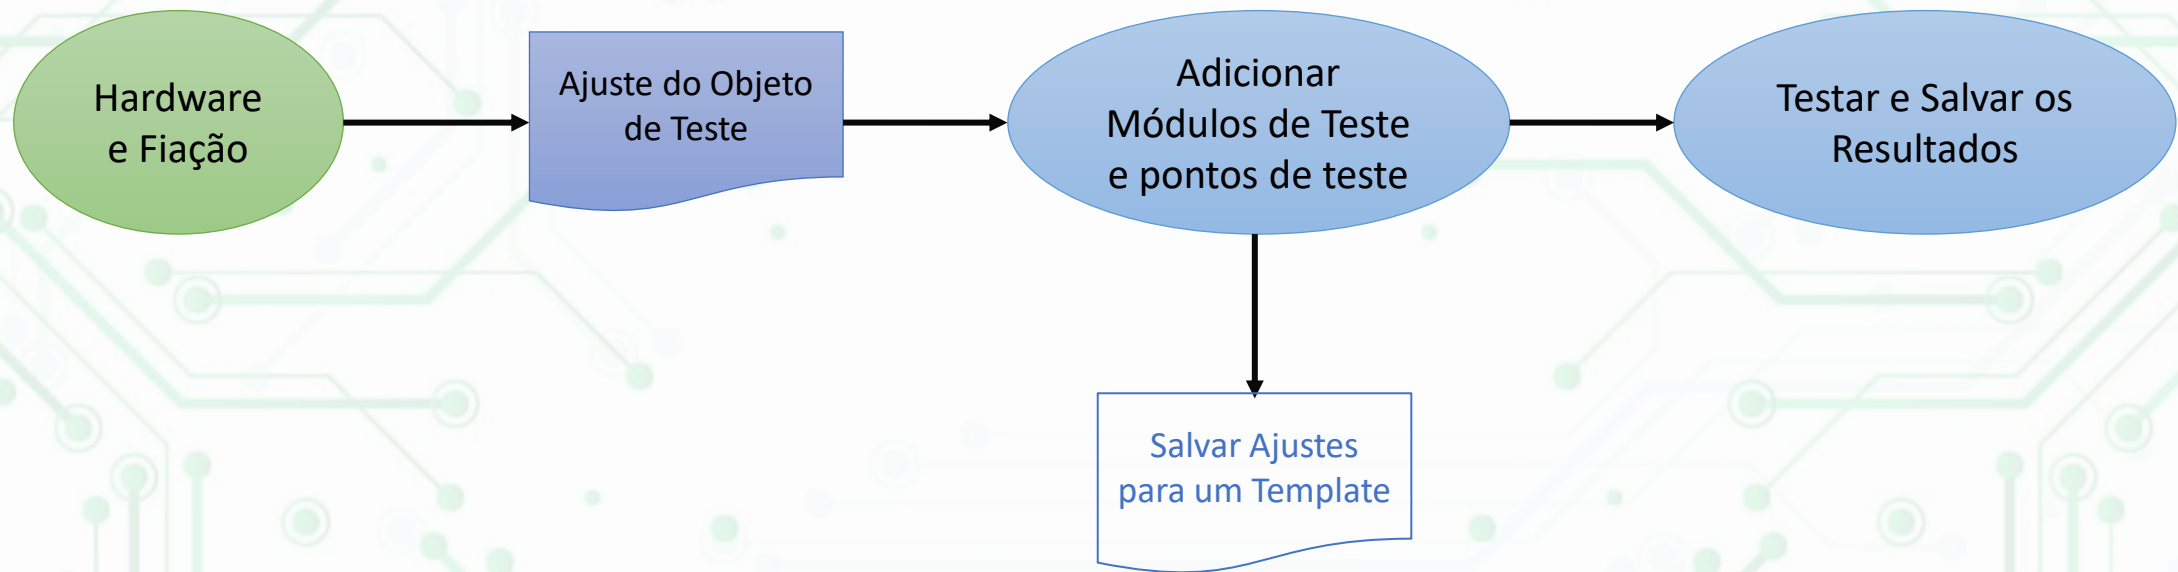 Hardware
e Fiação
Ajuste do Objeto
de Teste
Adicionar
Módulos de Teste
e pontos de teste
Testar e Salvar os
Resultados
Salvar Ajustes
para um Template